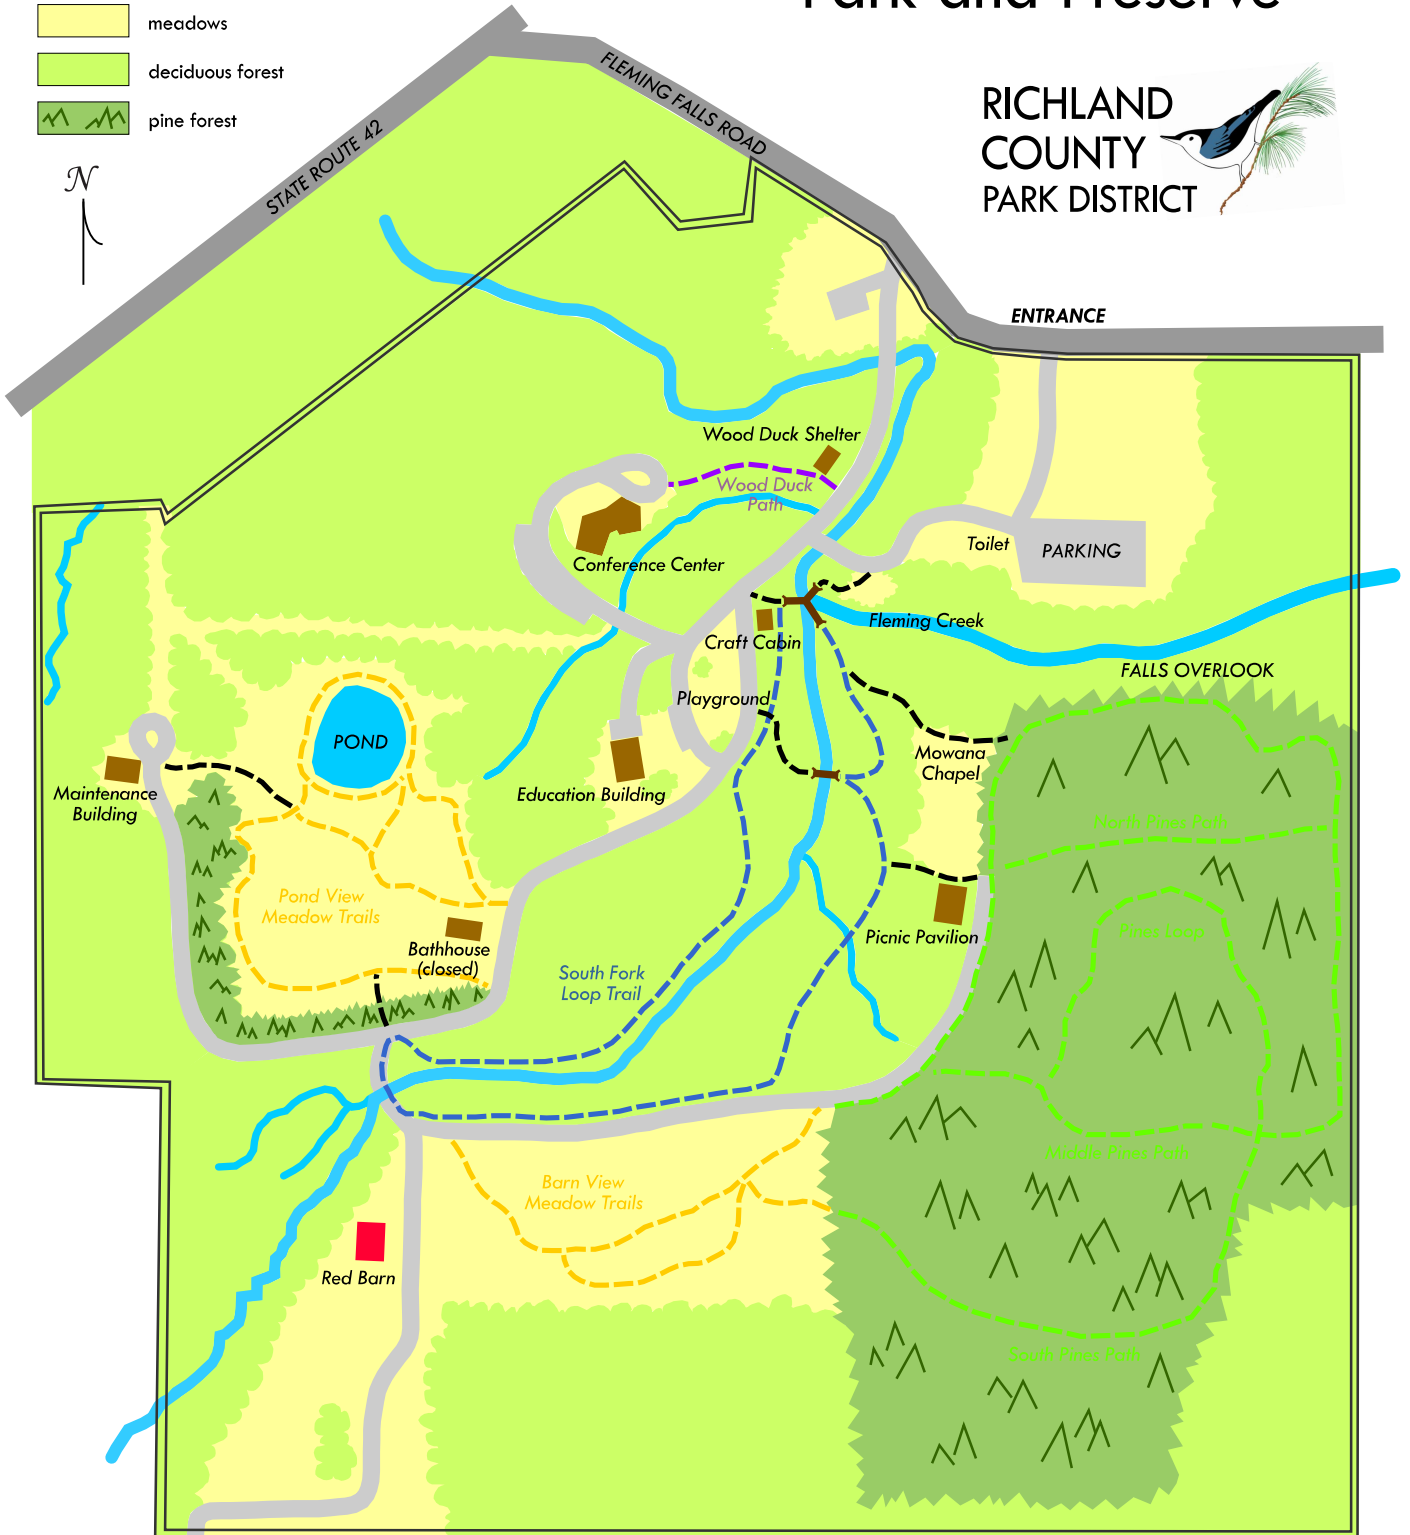 Park and Preserve
meadows
deciduous forest
pine forest
N
STATE ROUTE 42
FLEMING FALLS ROAD
RICHLAND
COUNTY
PARK DISTRICT
ENTRANCE
Wood Duck Shelter
Wood Duck
Path
Conference Center
Toilet
PARKING
Fleming Creek
Craft Cabin
FALLS OVERLOOK
Playground
POND
Mowana
Chapel
Maintenance
Building
Education Building
North Pines Path
Pond View
Meadow Trails
Bathhouse
(closed)
Picnic Pavilion
Pines Loop
South Fork
Loop Trail
Middle Pines Path
Barn View
Meadow Trails
Red Barn
South Pines Path